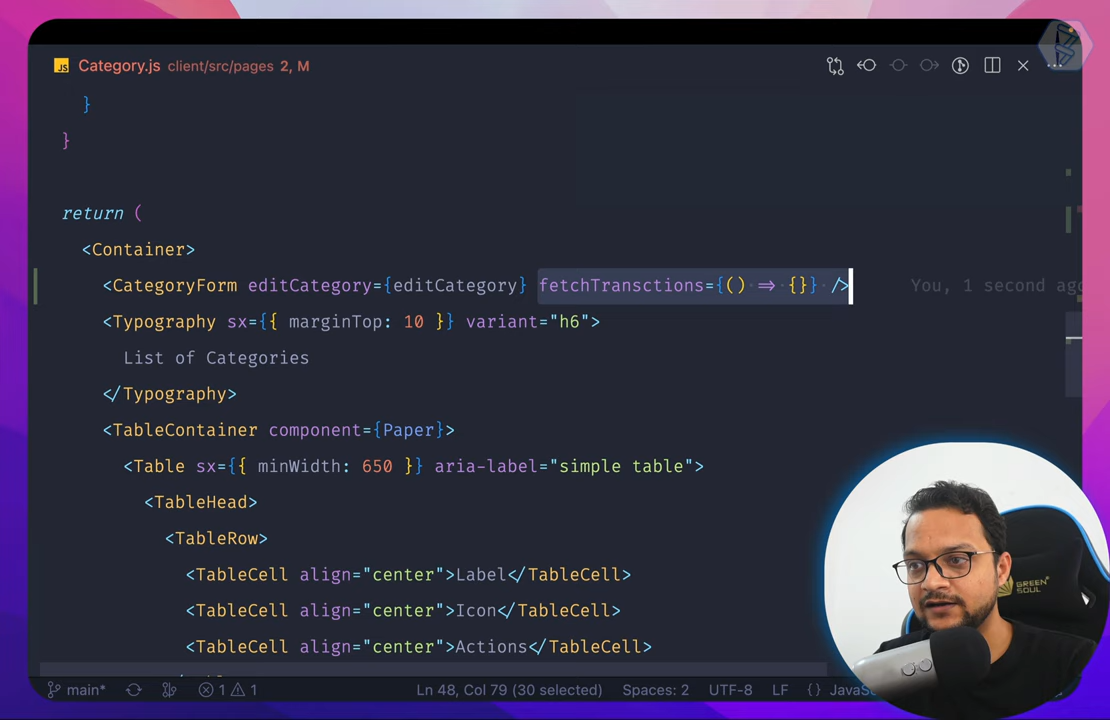 JS Category.js client/src/pages 2, M
}
}
return (
<Container>
<CategoryForm editCategory={editCategory} fetchTransctions={() => {}} /> You, 1 second ago
<Typography sx={{ marginTop: 10 }} variant="h6">
List of Categories
</Typography>
<TableContainer component={Paper}>
<Table sx={{ minWidth: 650 }} aria-label="simple table">
<TableHead>
<TableRow>
<TableCell align="center">Label</TableCell>
<TableCell align="center">Icon</TableCell>
<TableCell align="center">Actions</TableCell>
GREEN SOUL
main* 1 1 Ln 48, Col 79 (30 selected) Spaces: 2 UTF-8 LF {}